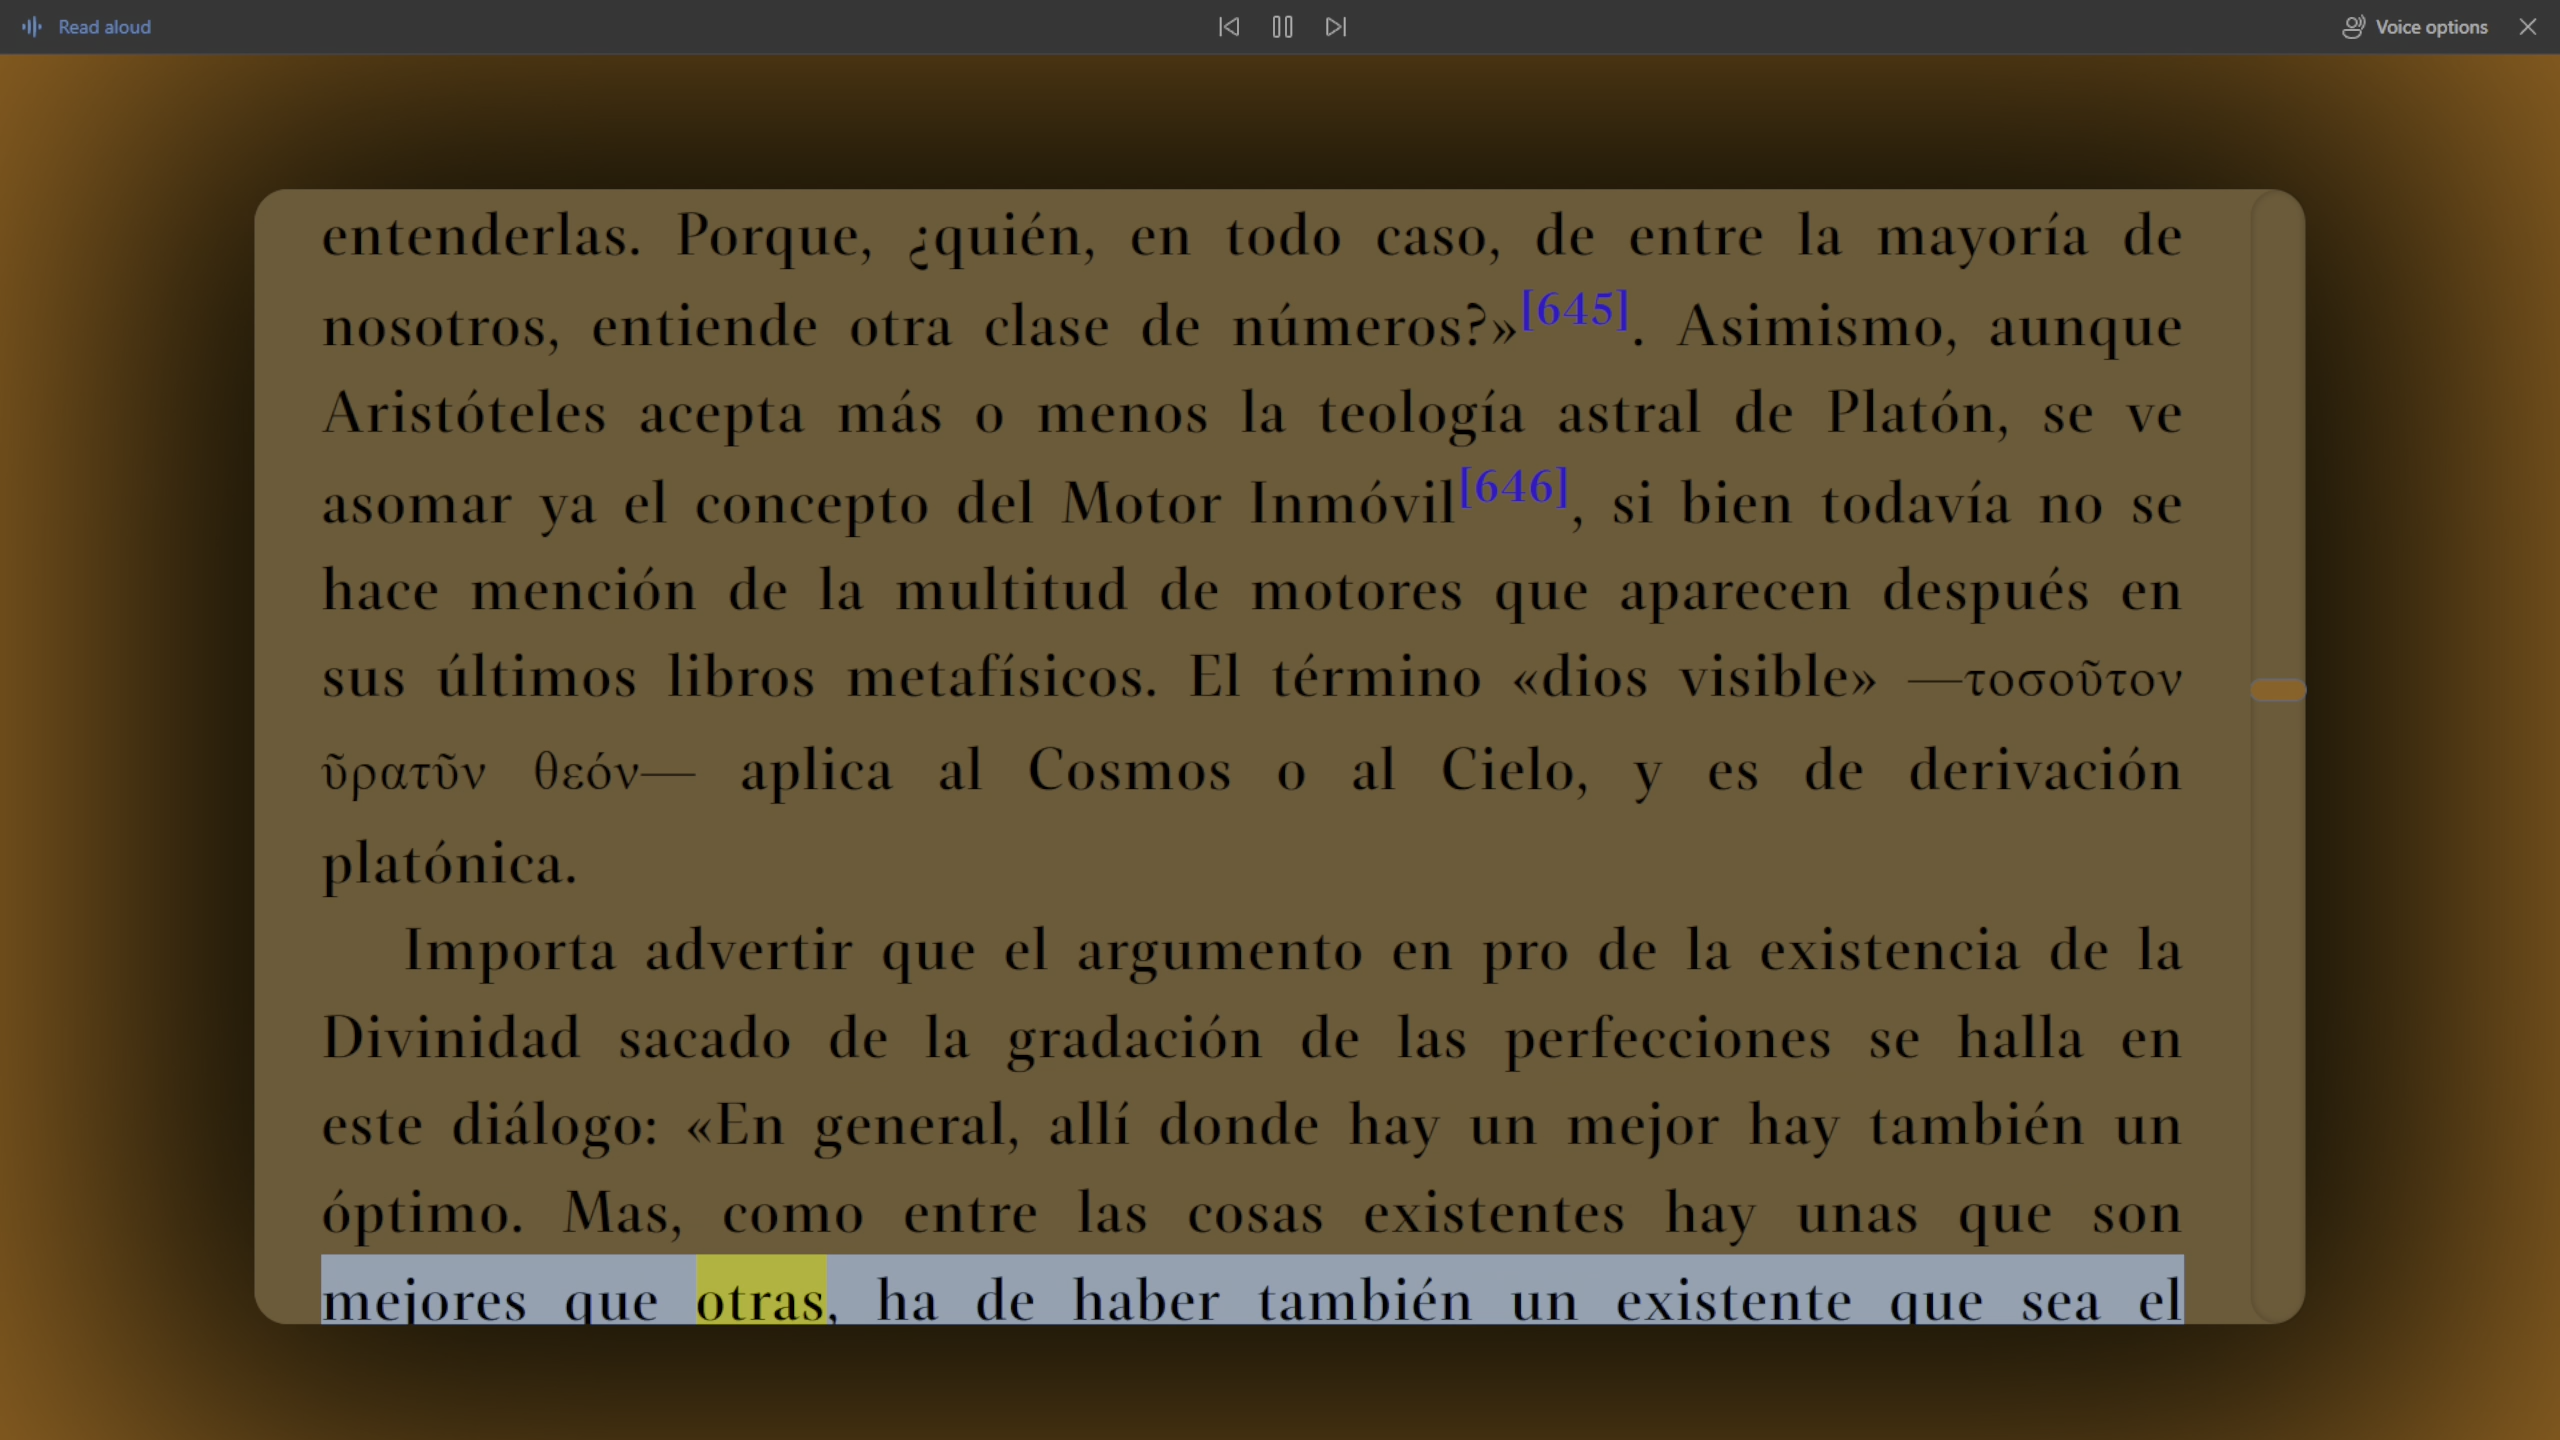 Read aloud
Voice options
entenderlas. Porque, ¿quién, en todo caso, de entre la mayoría de
nosotros, entiende otra clase de números?»[645]. Asimismo, aunque
Aristóteles acepta más o menos la teología astral de Platón, se ve
asomar ya el concepto del Motor Inmóvil[646], si bien todavía no se
hace mención de la multitud de motores que aparecen después en
sus últimos libros metafísicos. El término «dios visible» —τοσοῦτον
ῦρατῦν θεόν— aplica al Cosmos o al Cielo, y es de derivación
platónica.
Importa advertir que el argumento en pro de la existencia de la
Divinidad sacado de la gradación de las perfecciones se halla en
este diálogo: «En general, allí donde hay un mejor hay también un
óptimo. Mas, como entre las cosas existentes hay unas que son
mejores que otras, ha de haber también un existente que sea el